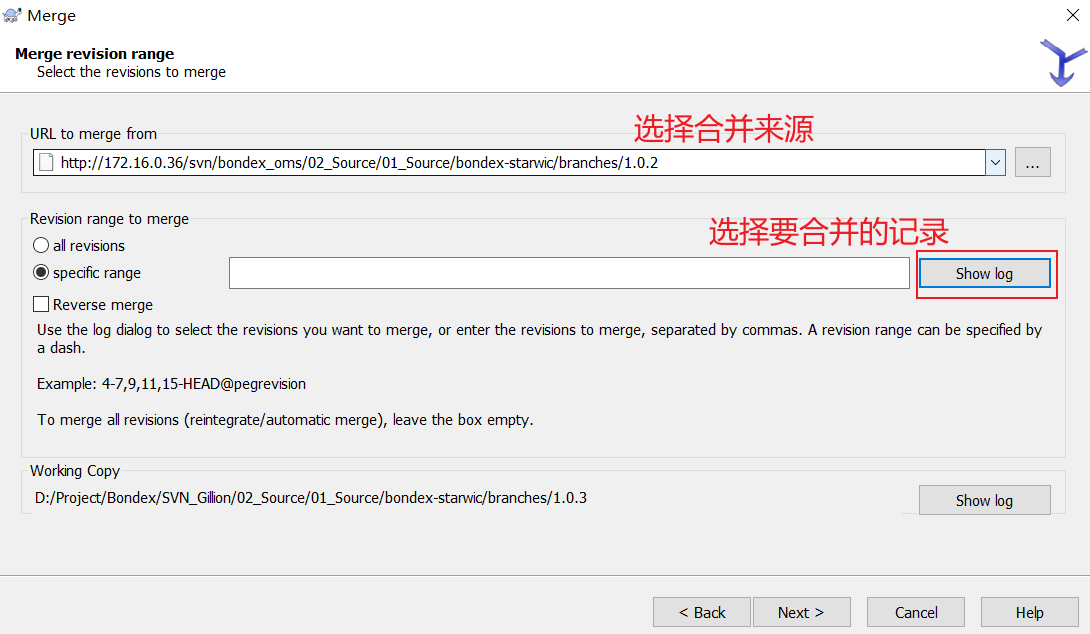 Merge
Merge revision range
Select the revisions to merge
选择合并来源
URL to merge from
http://172.16.0.36/svn/bondex_oms/02_Source/01_Source/bondex-starwic/branches/1.0.2
...
Revision range to merge
选择要合并的记录
all revisions
specific range
Show log
Reverse merge
Use the log dialog to select the revisions you want to merge, or enter the revisions to merge, separated by commas. A revision range can be specified by
a dash.
Example: 4-7,9,11,15-HEAD@pegrevision
To merge all revisions (reintegrate/automatic merge), leave the box empty.
Working Copy
D:/Project/Bondex/SVN_Gillion/02_Source/01_Source/bondex-starwic/branches/1.0.3
Show log
< Back
Next >
Cancel
Help